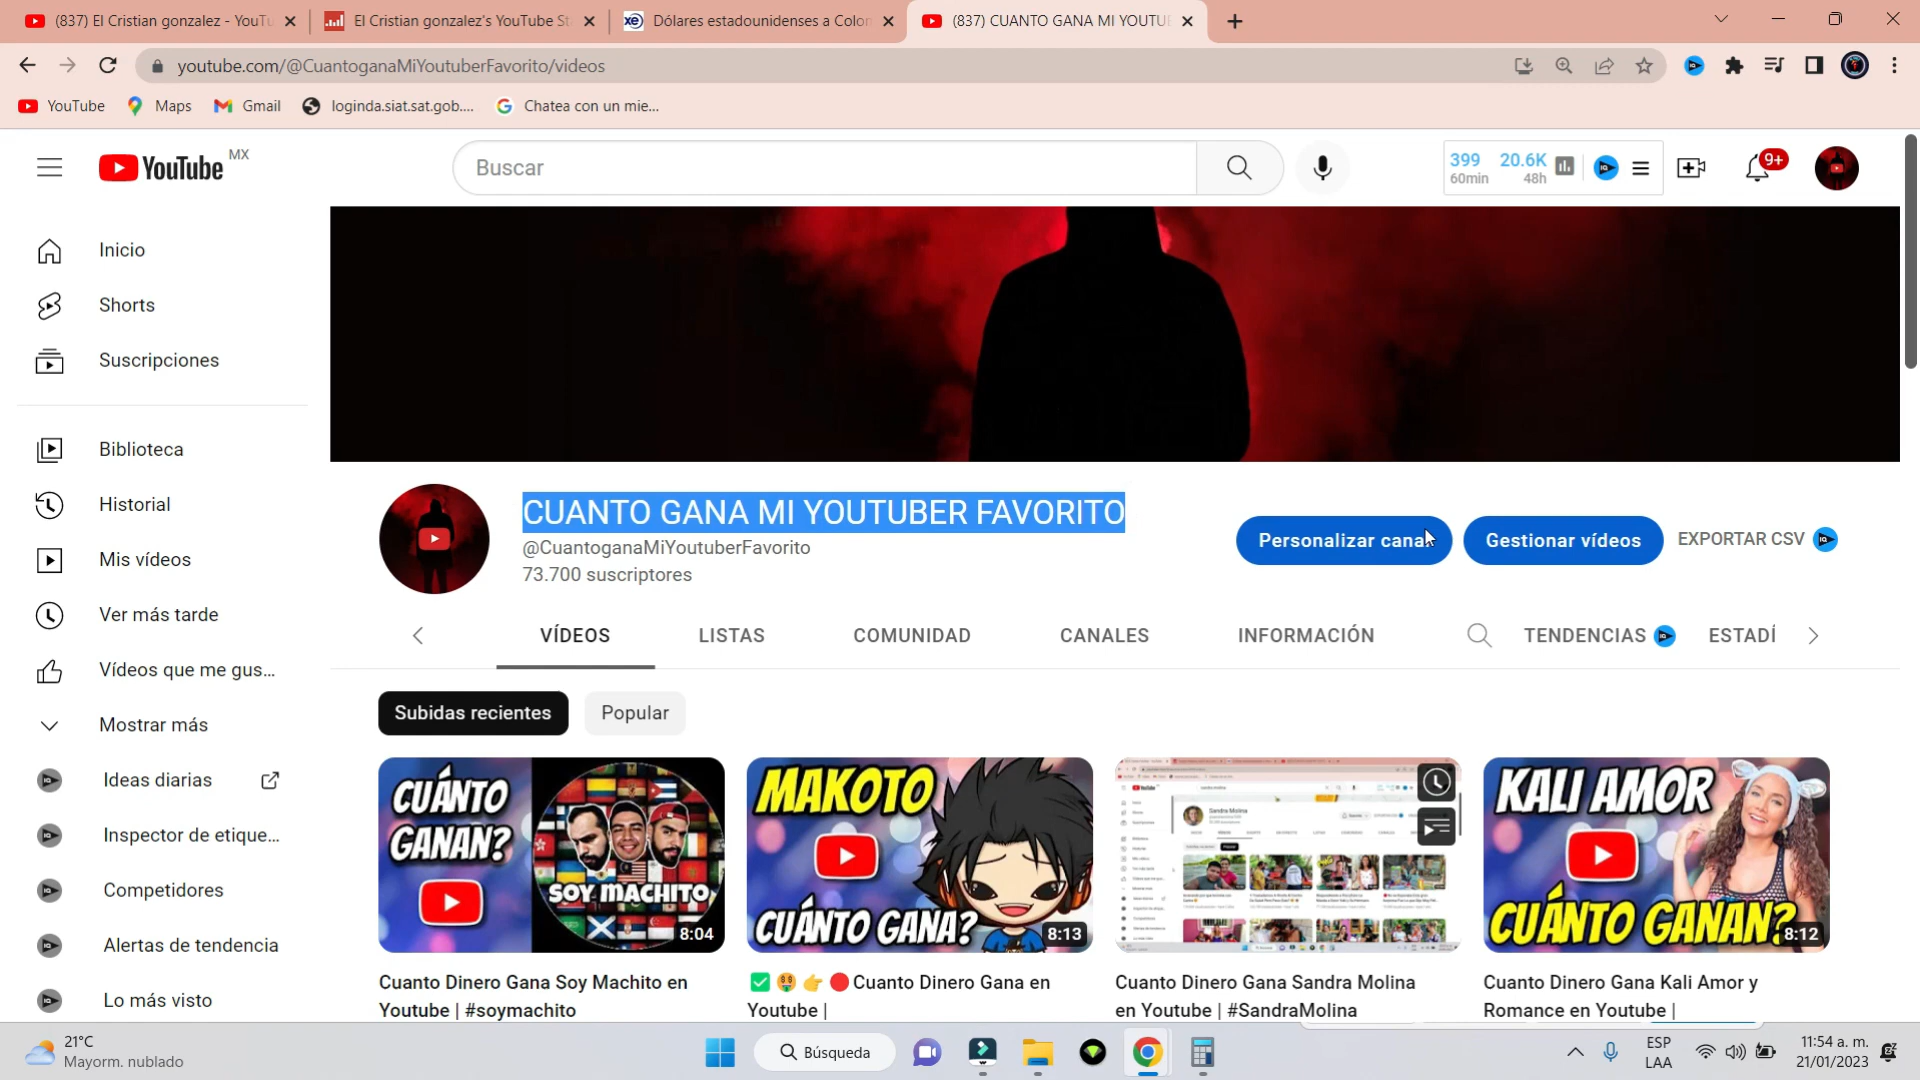 (837) El Cristian gonzalez - YouTu
El Cristian gonzalez's YouTube St
Dólares estadounidenses a Color
(837) CUANTO GANA MI YOUTUE
youtube.com/@CuantoganaMiYoutuberFavorito/videos
YouTube
Maps
Gmail
loginda.siat.sat.gob....
Chatea con un mie...
YouTube MX
Buscar
399 20.6K
60min 48h
9+
Inicio
Shorts
Suscripciones
Biblioteca
Historial
Mis vídeos
Ver más tarde
Vídeos que me gus...
Mostrar más
Ideas diarias
Inspector de etique...
Competidores
Alertas de tendencia
Lo más visto
CUANTO GANA MI YOUTUBER FAVORITO
@CuantoganaMiYoutuberFavorito
73.700 suscriptores
Personalizar canal
Gestionar vídeos
EXPORTAR CSV
VÍDEOS
LISTAS
COMUNIDAD
CANALES
INFORMACIÓN
TENDENCIAS
ESTADÍ
Subidas recientes
Popular
CUÁNTO
GANAN?
SOY MACHITO
8:04
MAKOTO
CUÁNTO GANA?
8:13
Sandra Molina
KALI AMOR
CUÁNTO GANAN?
8:12
Cuanto Dinero Gana Soy Machito en
Youtube | #soymachito
✅🤑👉🔴Cuanto Dinero Gana en
Youtube |
Cuanto Dinero Gana Sandra Molina
en Youtube | #SandraMolina
Cuanto Dinero Gana Kali Amor y
Romance en Youtube |
21°C
Mayorm. nublado
Búsqueda
ESP
LAA
11:54 a. m.
21/01/2023